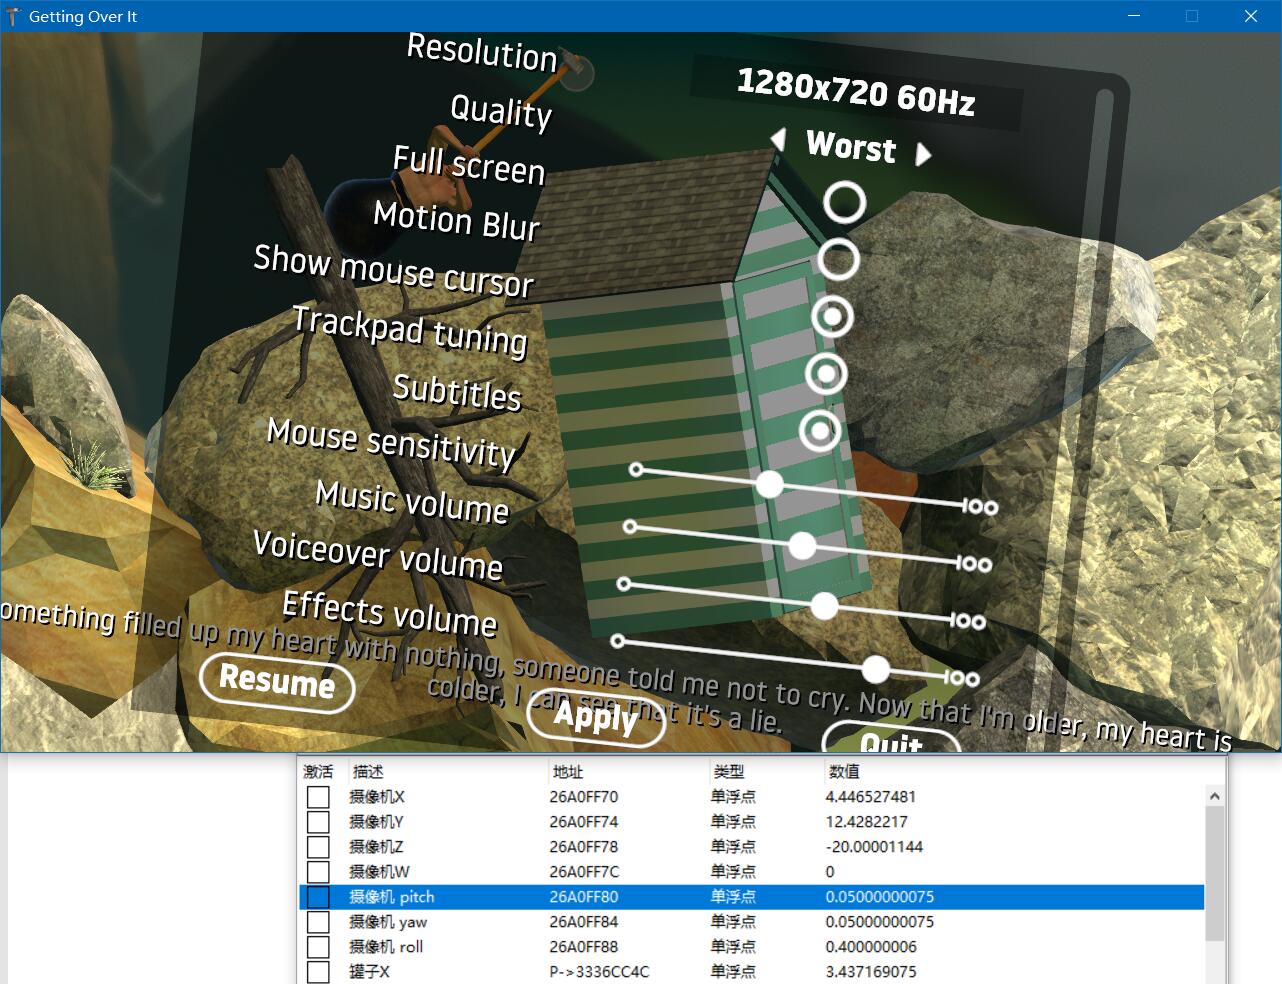 Getting Over It
Resolution 1280x720 60Hz
Quality Worst
Full screen
Motion Blur
Show mouse cursor
Trackpad tuning
Subtitles
Mouse sensitivity 100
Music volume 100
Voiceover volume 100
Effects volume 100
omething filled up my heart with nothing, someone told me not to cry. Now that I'm older, my heart is
colder, I can see that it's a lie.
Resume Apply Quit
激活 描述 地址 类型 数值
摄像机X 26A0FF70 单浮点 4.446527481
摄像机Y 26A0FF74 单浮点 12.4282217
摄像机Z 26A0FF78 单浮点 -20.00001144
摄像机W 26A0FF7C 单浮点 0
摄像机 pitch 26A0FF80 单浮点 0.05000000075
摄像机 yaw 26A0FF84 单浮点 0.05000000075
摄像机 roll 26A0FF88 单浮点 0.400000006
罐子X P->3336CC4C 单浮点 3.437169075